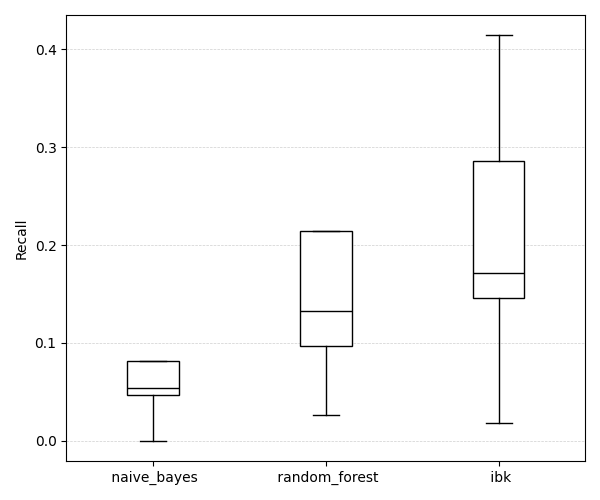 0.4
0.3
0.2
0.1
0.0
Recall
naive_bayes
random_forest
ibk